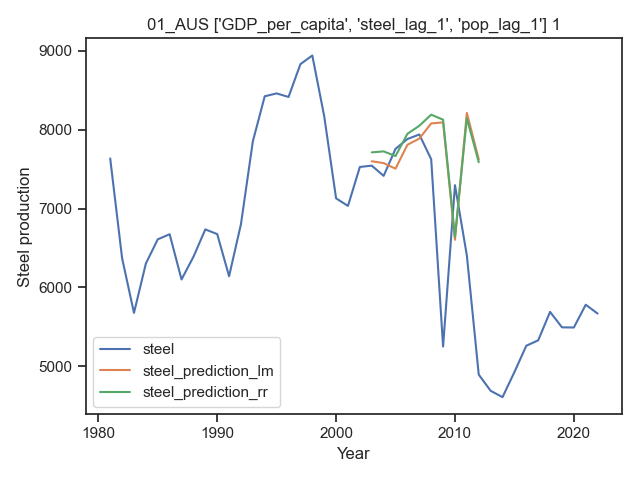 01_AUS ['GDP_per_capita', 'steel_lag_1', 'pop_lag_1'] 1
9000
8000
7000
6000
5000
Steel production
steel
steel_prediction_lm
steel_prediction_rr
1980
1990
2000
2010
2020
Year